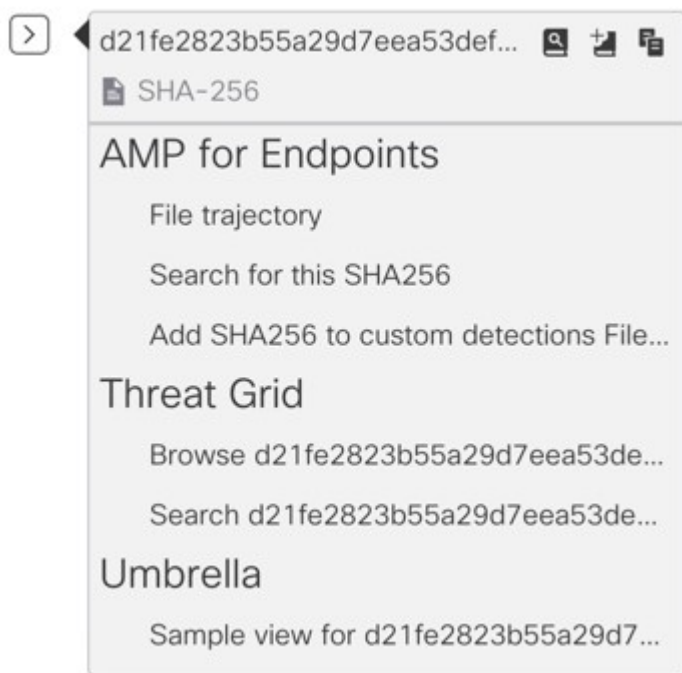 d21fe2823b55a29d7eea53def...
SHA-256
AMP for Endpoints
File trajectory
Search for this SHA256
Add SHA256 to custom detections File...
Threat Grid
Browse d21fe2823b55a29d7eea53de...
Search d21fe2823b55a29d7eea53de...
Umbrella
Sample view for d21fe2823b55a29d7...